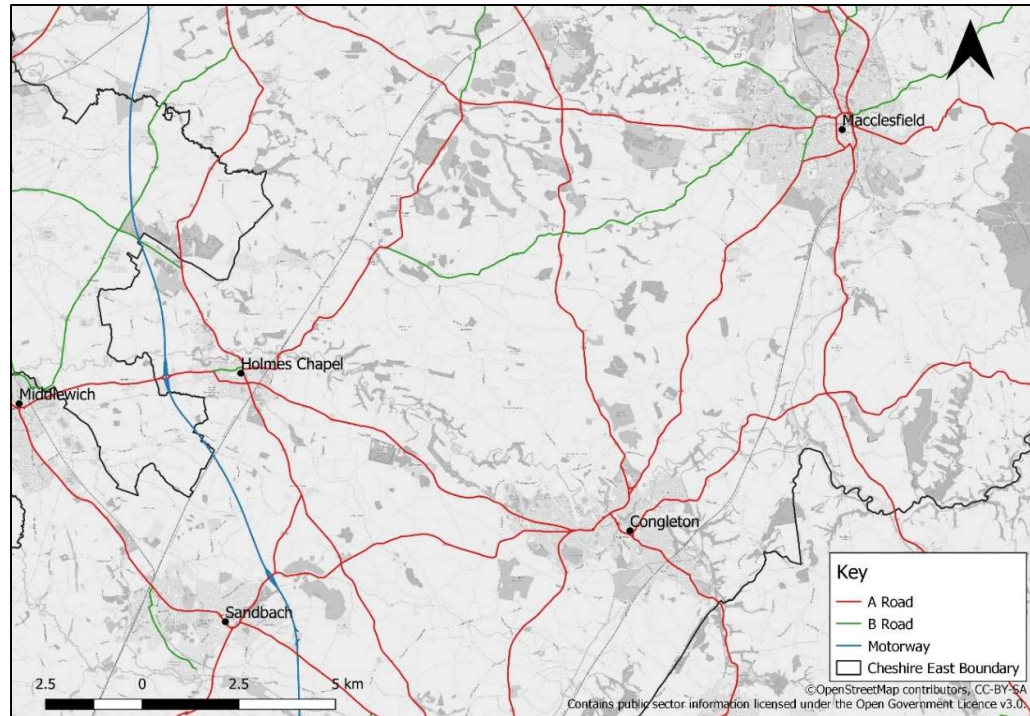 Macclesfield
Holmes Chapel
Middlewich
Congleton
Sandbach
Key
A Road
B Road
Motorway
Cheshire East Boundary
2.5 0 2.5 5 km
©OpenStreetMap contributors, CC-BY-SA
Contains public sector information licensed under the Open Government Licence v3.0